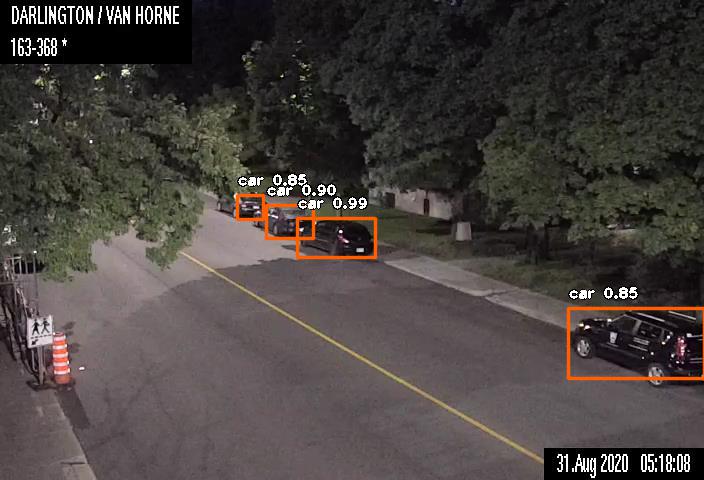 DARLINGTON / VAN HORNE
163-368 *
car 0.85
car 0.90
car 0.99
car 0.85
31.Aug 2020 05:18:08